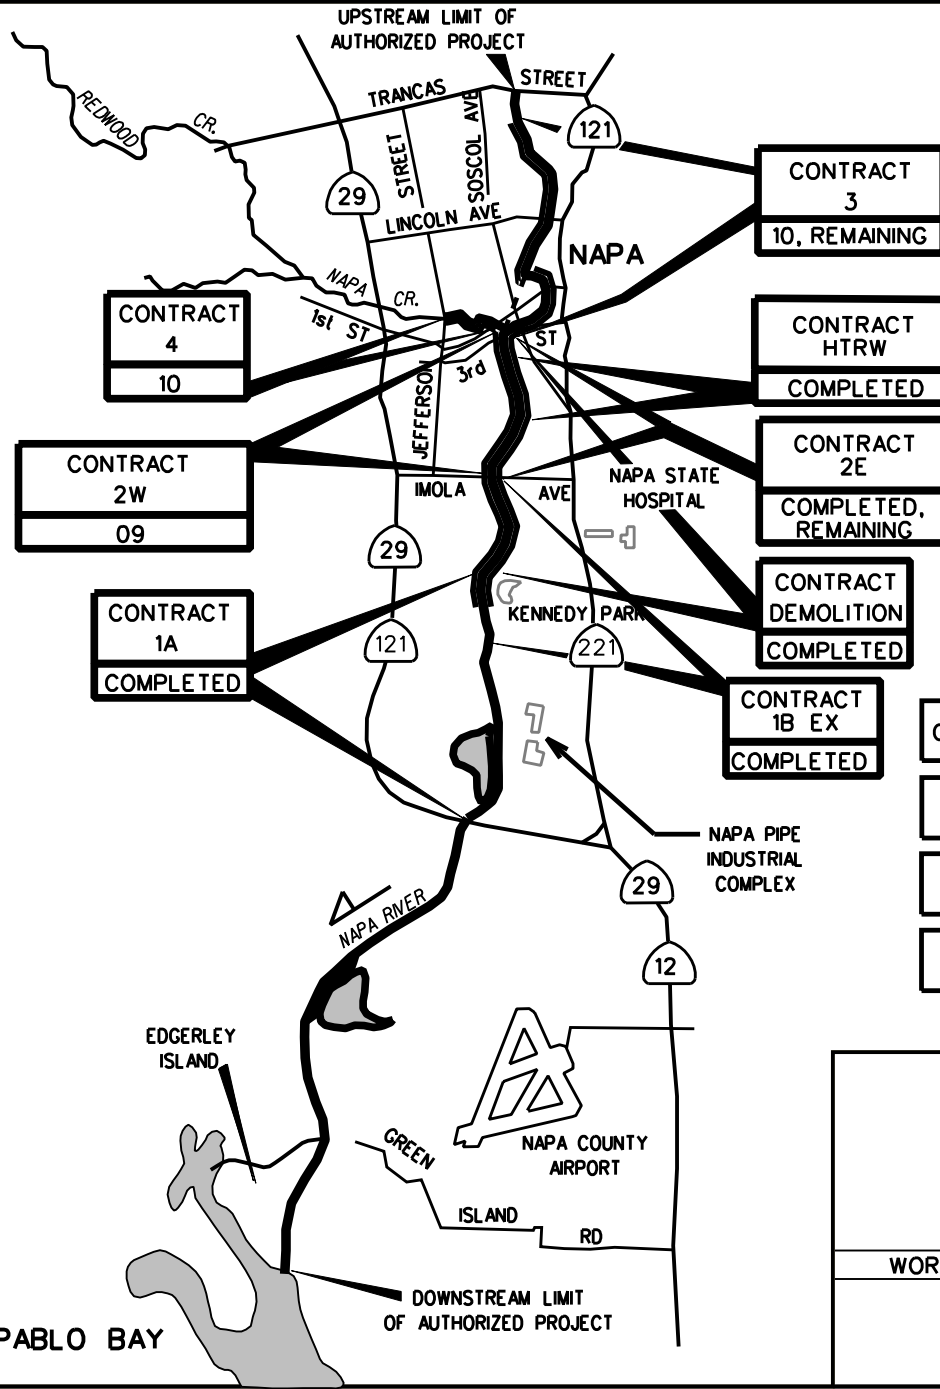 UPSTREAM LIMIT OF
AUTHORIZED PROJECT
STREET
TRANCAS
REDWOOD
CR.
STREET
SOSCOL AVE
121
29
LINCOLN AVE
CONTRACT
3
10, REMAINING
NAPA
NAPA
CR.
1st ST
ST
3rd
JEFFERSON
CONTRACT
4
10
CONTRACT
HTRW
COMPLETED
CONTRACT
2E
COMPLETED,
REMAINING
CONTRACT
2W
09
IMOLA
AVE
NAPA STATE
HOSPITAL
29
CONTRACT
DEMOLITION
COMPLETED
KENNEDY PARK
CONTRACT
1A
COMPLETED
121
221
CONTRACT
1B EX
COMPLETED
NAPA PIPE
INDUSTRIAL
COMPLEX
29
NAPA RIVER
12
EDGERLEY
ISLAND
NAPA COUNTY
AIRPORT
GREEN
ISLAND
RD
WOR
DOWNSTREAM LIMIT
OF AUTHORIZED PROJECT
PABLO BAY